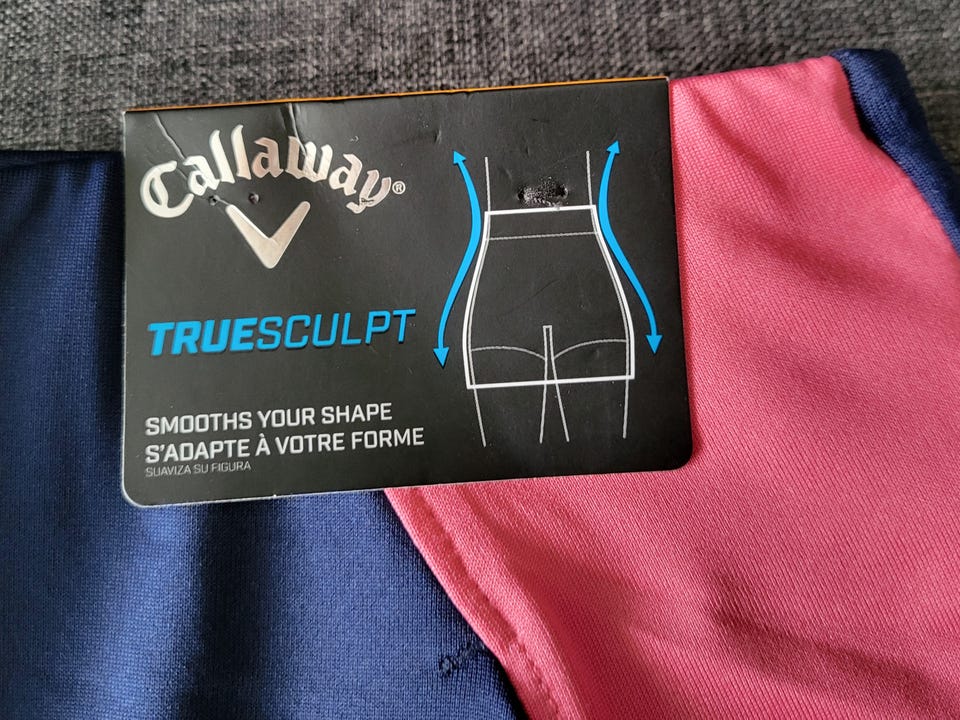 Callaway®
TRUESCULPT
SMOOTHS YOUR SHAPE
S'ADAPTE À VOTRE FORME
SUAVIZA SU FIGURA